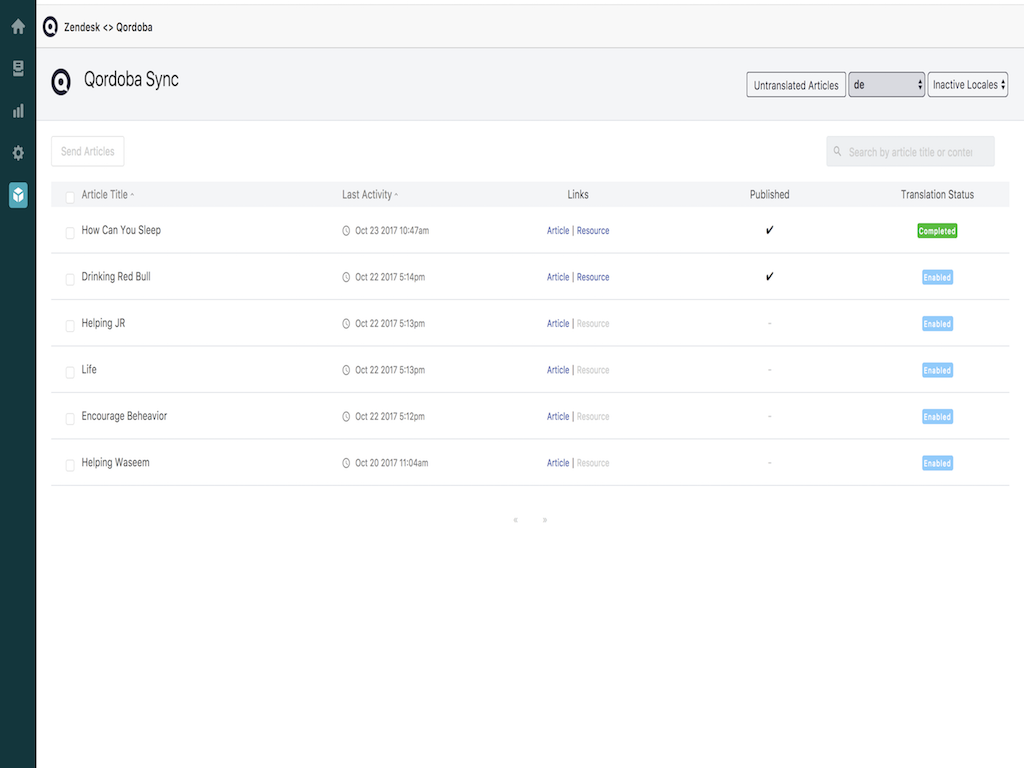 Zendesk <> Qordoba
Qordoba Sync
Untranslated Articles de Inactive Locales
Send Articles
Search by article title or conter
Article Title Last Activity Links Published Translation Status
How Can You Sleep Oct 23 2017 10:47am Article | Resource ✔ Completed
Drinking Red Bull Oct 22 2017 5:14pm Article | Resource ✔ Enabled
Helping JR Oct 22 2017 5:13pm Article | Resource - Enabled
Life Oct 22 2017 5:13pm Article | Resource - Enabled
Encourage Beheavior Oct 22 2017 5:12pm Article | Resource - Enabled
Helping Waseem Oct 20 2017 11:04am Article | Resource - Enabled
« »